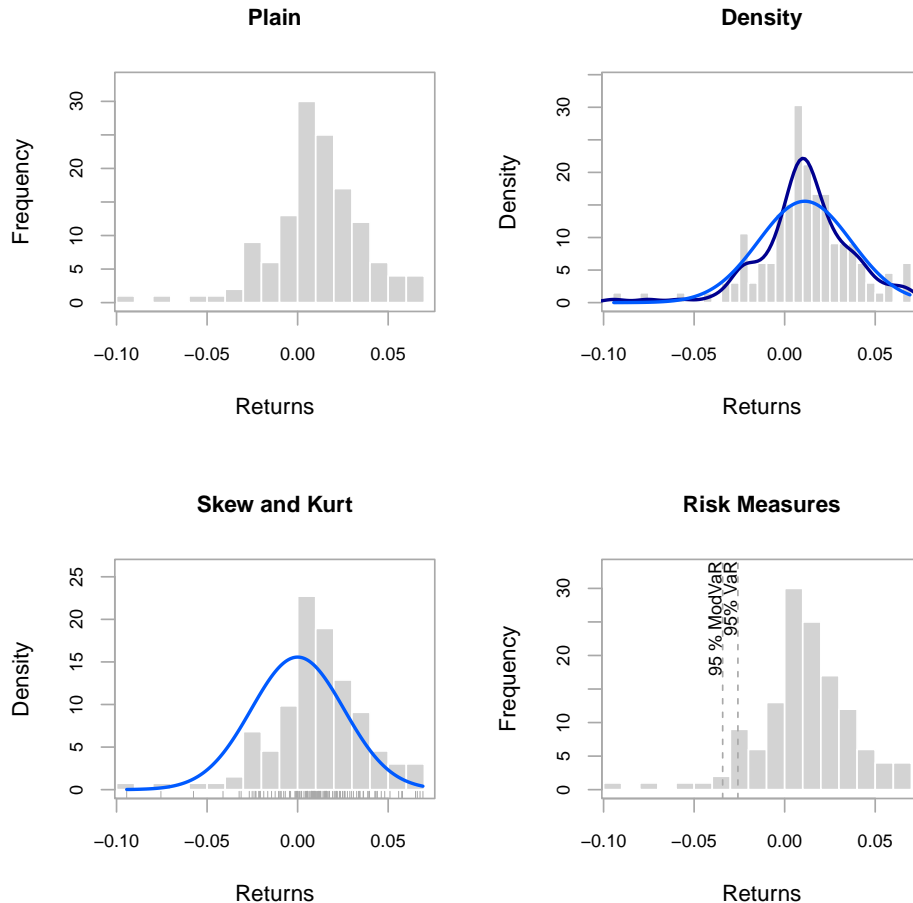 Plain
Frequency
0 5 10 20 30
−0.10 −0.05 0.00 0.05
Returns
Density
Density
0 5 10 20 30
−0.10 −0.05 0.00 0.05
Returns
Skew and Kurt
Density
0 5 10 15 20 25
−0.10 −0.05 0.00 0.05
Returns
Risk Measures
Frequency
0 5 10 20 30
95 % ModVaR
95% VaR
−0.10 −0.05 0.00 0.05
Returns